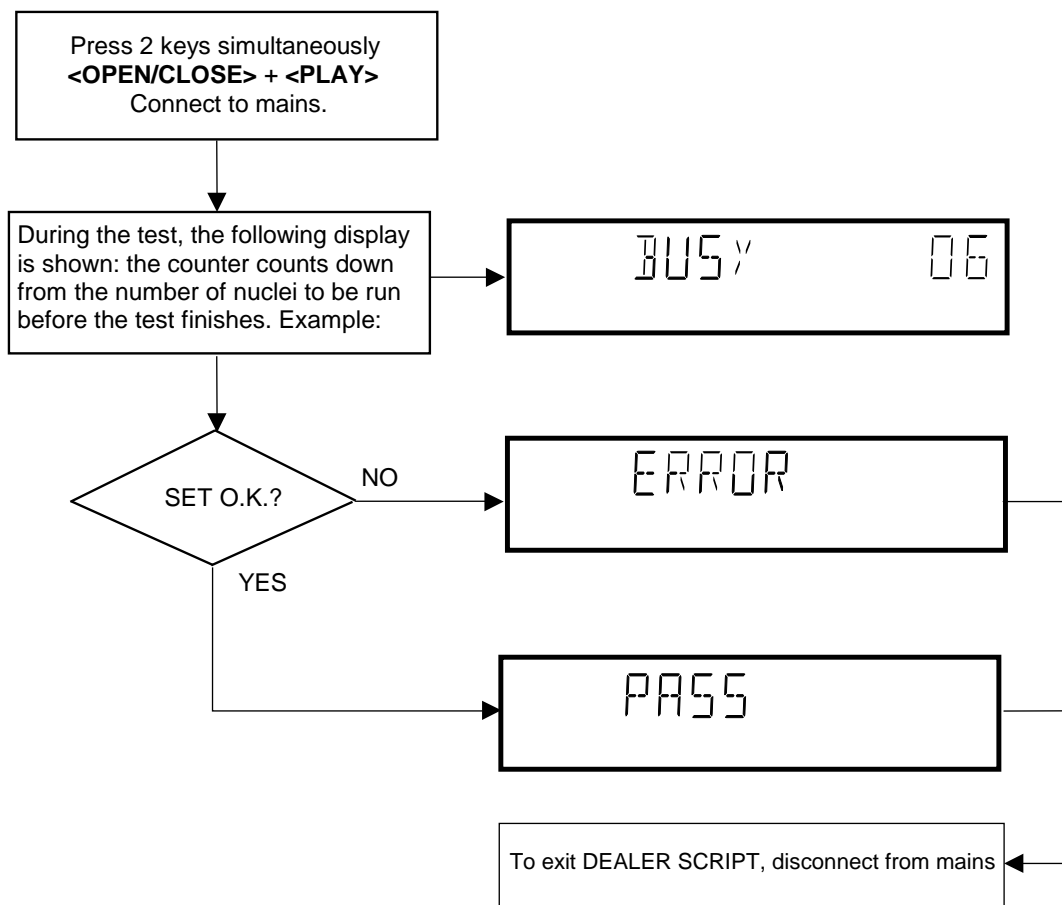 Press 2 keys simultaneously
<OPEN/CLOSE> + <PLAY>
Connect to mains.
During the test, the following display
is shown: the counter counts down
from the number of nuclei to be run
before the test finishes. Example:
BUSY 06
SET O.K.?
NO
ERROR
YES
PASS
To exit DEALER SCRIPT, disconnect from mains